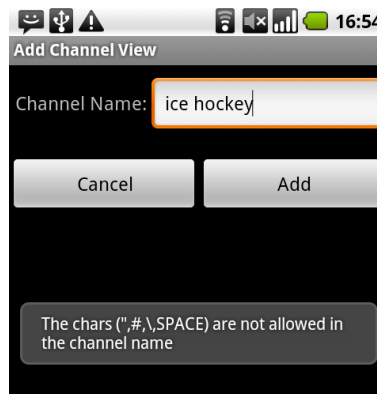 16:54
Add Channel View
Channel Name: ice hockey
Cancel Add
The chars (",#,\,SPACE) are not allowed in
the channel name